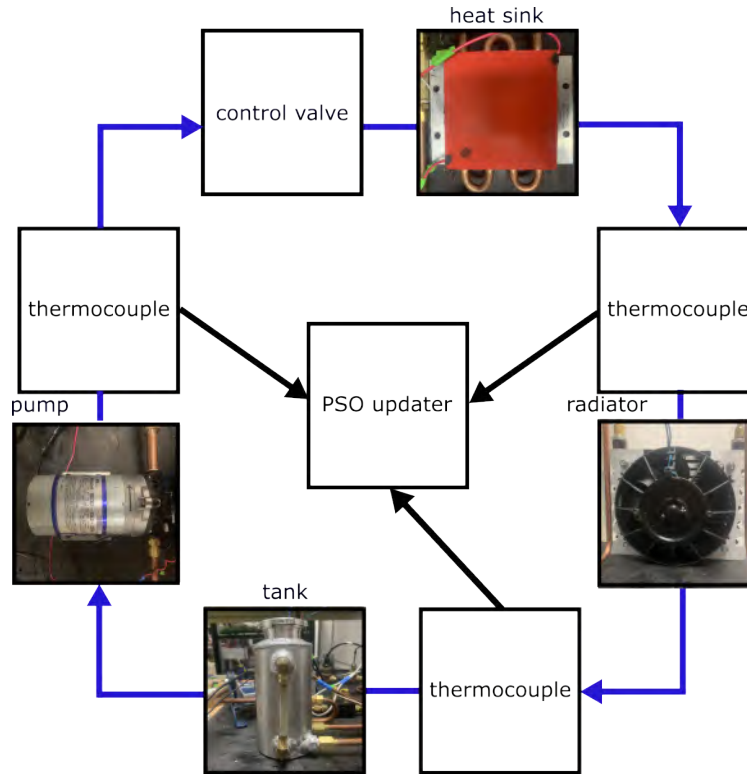 heat sink
control valve
thermocouple
thermocouple
PSO updater
pump
radiator
tank
thermocouple